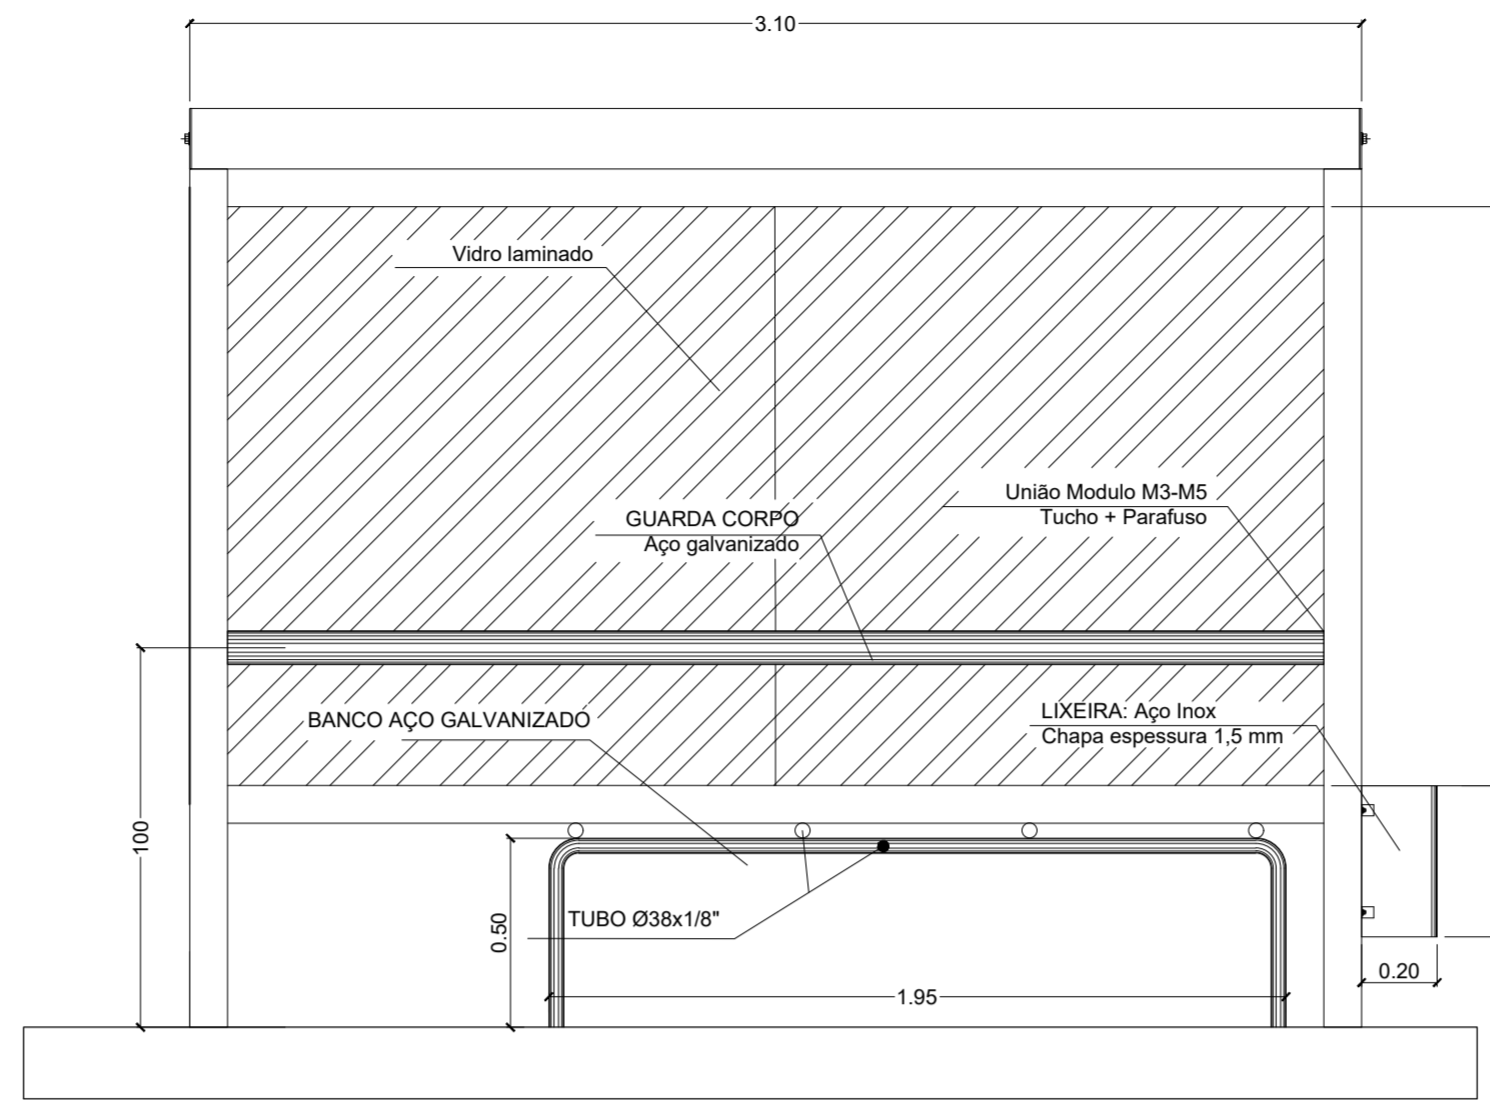 3.10
Vidro laminado
União Modulo M3-M5
Tucho + Parafuso
GUARDA CORPO
Aço galvanizado
BANCO AÇO GALVANIZADO
LIXEIRA: Aço Inox
Chapa espessura 1,5 mm
100
0.50
TUBO Ø38x1/8"
1.95
0.20